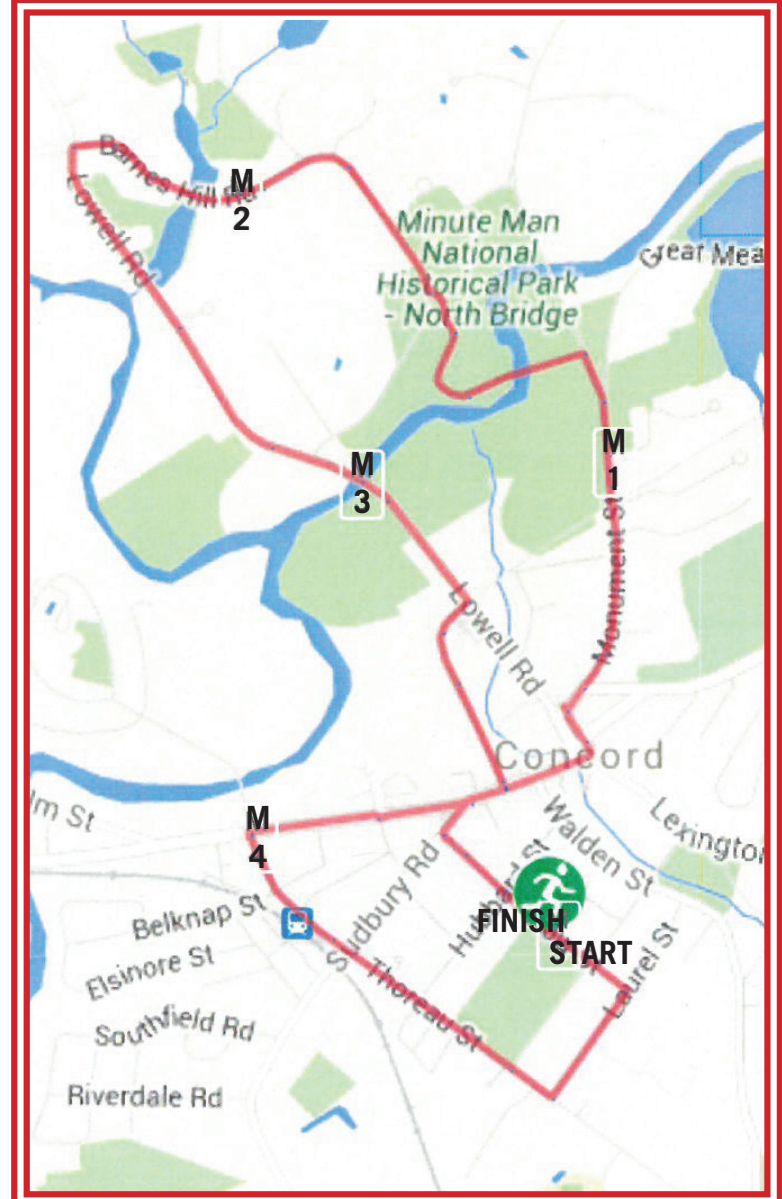 Barnes Hill Rd
M
2
Lowell Rd
Minute Man
National
Historical Park
- North Bridge
Great Mea
M
1
M
3
Monument St
Lowell Rd
Concord
lm St
M
4
Walden St
Lexingto
Hubbard St
Sudbury Rd
Belknap St
FINISH
START
Laurel St
Elsinore St
Thoreau St
Southfield Rd
Riverdale Rd